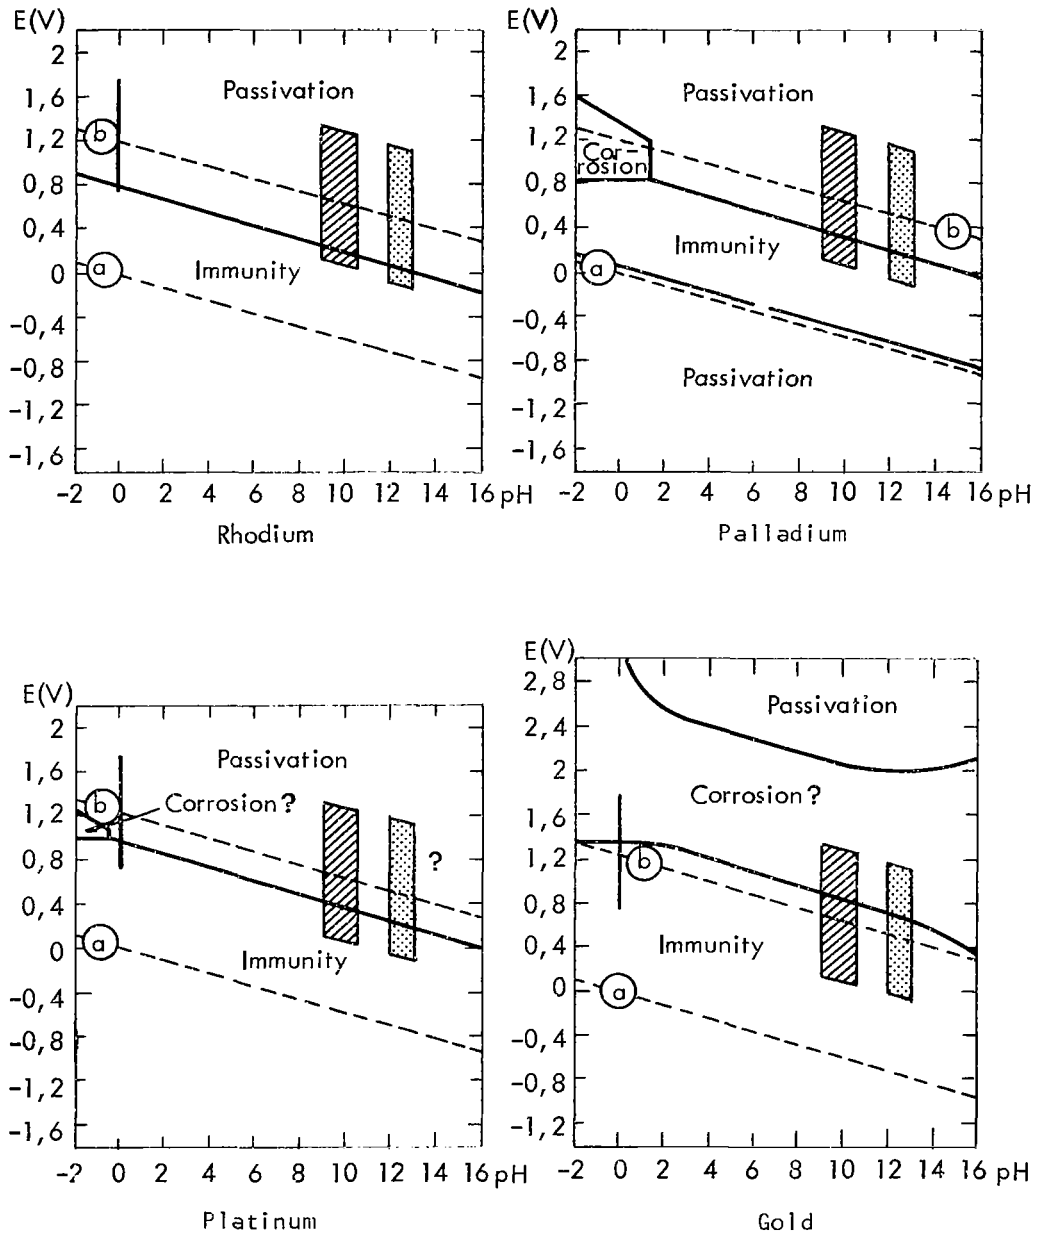 E(V)
2
1,6
1,2
0,8
0,4
0
-0,4
-0,8
-1,2
-1,6
Passivation
b
Immunity
a
-2 0 2 4 6 8 10 12 14 16 pH
Rhodium
E(V)
2
1,6
1,2
0,8
0,4
0
-0,4
-0,8
-1,2
-1,6
Passivation
Cor-
rosion
b
Immunity
a
Passivation
-2 0 2 4 6 8 10 12 14 16 pH
Palladium
E(V)
2
1,6
1,2
0,8
0,4
0
-0,4
-0,8
-1,2
-1,6
Passivation
b
Corrosion?
?
a
Immunity
-2 0 2 4 6 8 10 12 14 16 pH
Platinum
E(V)
2,8
2,4
2
1,6
1,2
0,8
0,4
0
-0,4
-0,8
-1,2
Passivation
Corrosion?
b
Immunity
a
-2 0 2 4 6 8 10 12 14 16 pH
Gold